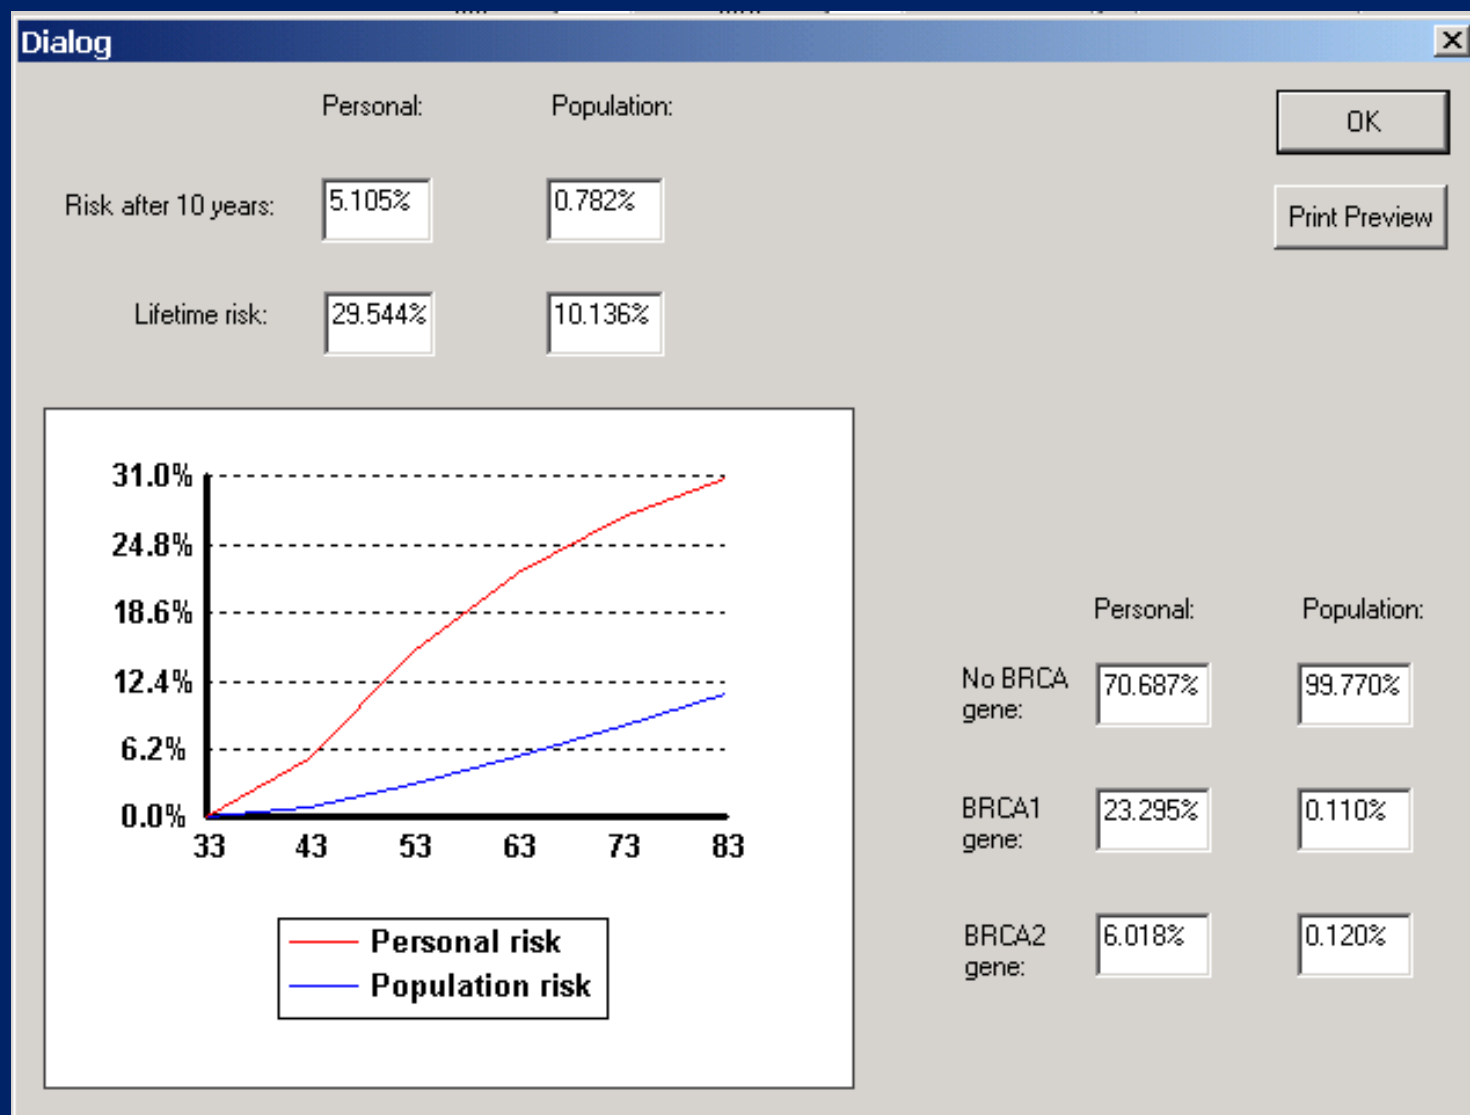 Dialog
Personal: Population:
OK
Risk after 10 years: 5.105% 0.782%
Print Preview
Lifetime risk: 29.544% 10.136%
31.0%
24.8%
18.6%
12.4%
6.2%
0.0%
33 43 53 63 73 83
Personal risk
Population risk
Personal: Population:
No BRCA
gene: 70.687% 99.770%
BRCA1
gene: 23.295% 0.110%
BRCA2
gene: 6.018% 0.120%